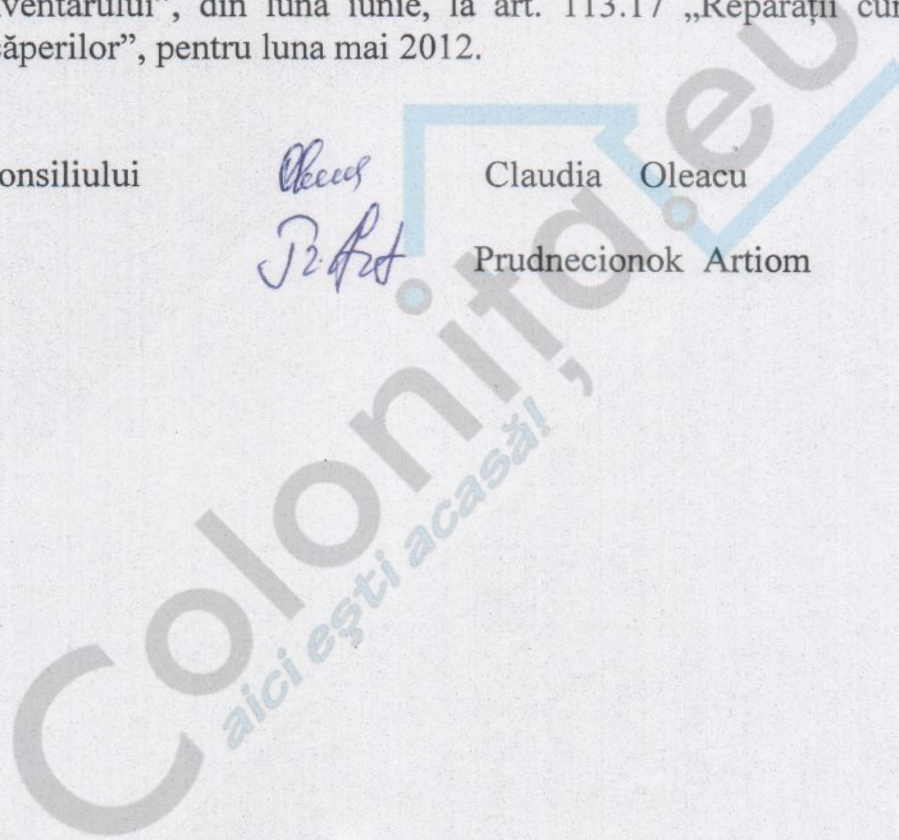 ventarului”, din luna iunie, la art. 113.17 „Reparații cur
căperilor”, pentru luna mai 2012.
onsiliului Claudia Oleacu
Prudnecionok Artiom
Colonița.eu
aici ești acasă!